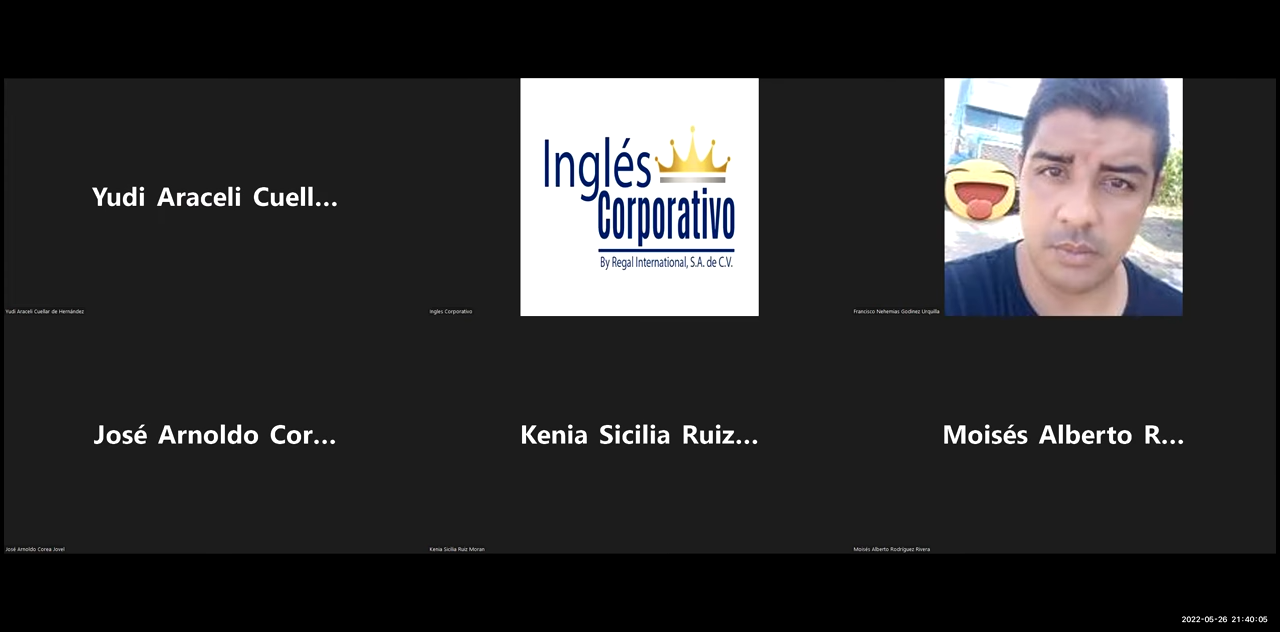 Yudi Araceli Cuell...
Inglés
Corporativo
By Regal International, S.A. de C.V.
Yudi Araceli Cuellar de Hernández
Ingles Corporativo
Francisco Nehemias Godinez Urquilla
José Arnoldo Cor...
Kenia Sicilia Ruiz...
Moisés Alberto R...
José Arnoldo Corea Jovel
Kenia Sicilia Ruiz Moran
Moisés Alberto Rodríguez Rivera
2022-05-26 21:40:05